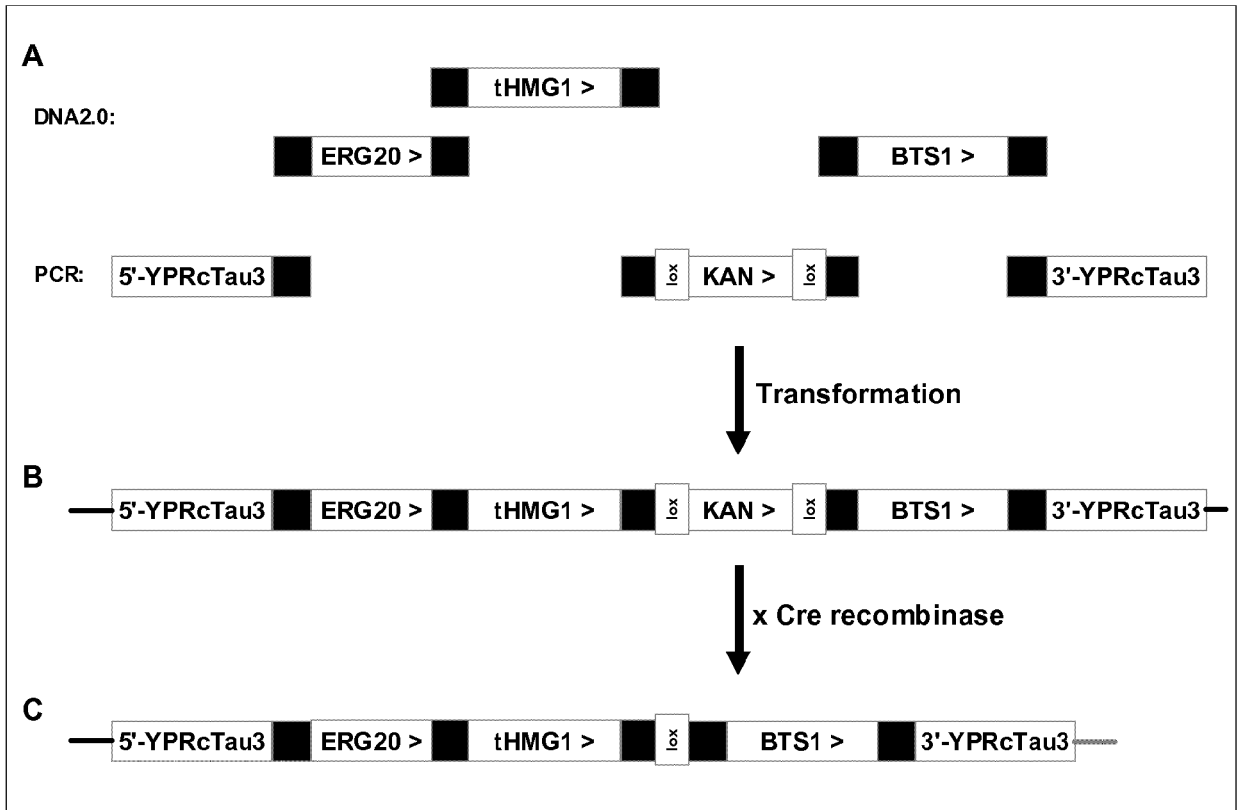 A
tHMG1 >
DNA2.0:
ERG20 >
BTS1 >
PCR:
5'-YPRcTau3
lox
KAN >
lox
3'-YPRcTau3
Transformation
B
5'-YPRcTau3
ERG20 >
tHMG1 >
lox
KAN >
lox
BTS1 >
3'-YPRcTau3
x Cre recombinase
C
5'-YPRcTau3
ERG20 >
tHMG1 >
lox
BTS1 >
3'-YPRcTau3